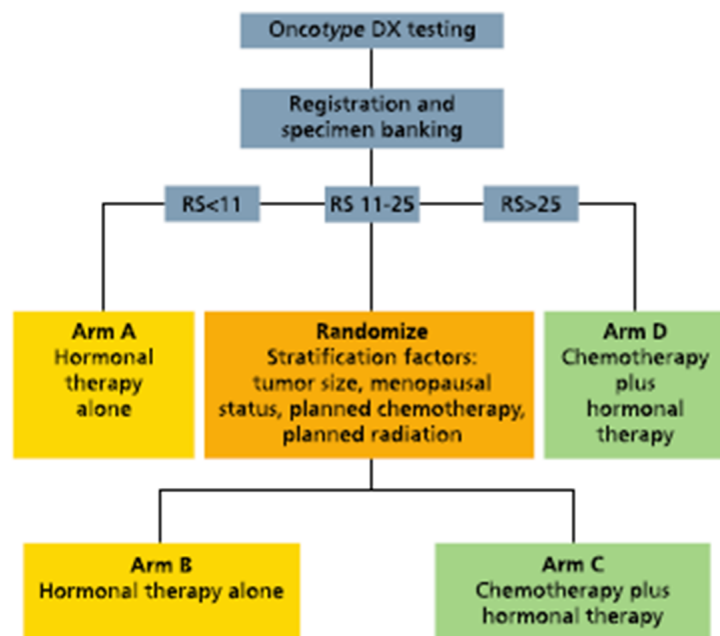 Oncotype DX testing
Registration and
specimen banking
RS<11
RS 11-25
RS>25
Arm A
Hormonal
therapy
alone
Randomize
Stratification factors:
tumor size, menopausal
status, planned chemotherapy,
planned radiation
Arm D
Chemotherapy
plus
hormonal
therapy
Arm B
Hormonal therapy alone
Arm C
Chemotherapy plus
hormonal therapy